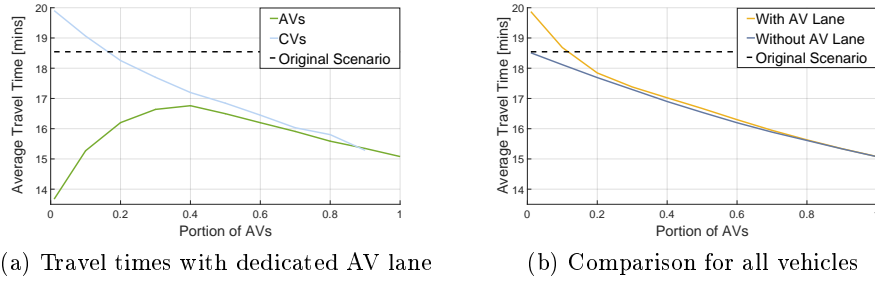 Average Travel Time [mins]
20
19
18
17
16
15
14
0
0.2
0.4
0.6
0.8
1
Portion of AVs
AVs
CVs
Original Scenario
(a) Travel times with dedicated AV lane
Average Travel Time [mins]
20
19
18
17
16
15
14
0
0.2
0.4
0.6
0.8
Portion of AVs
With AV Lane
Without AV Lane
Original Scenario
(b) Comparison for all vehicles